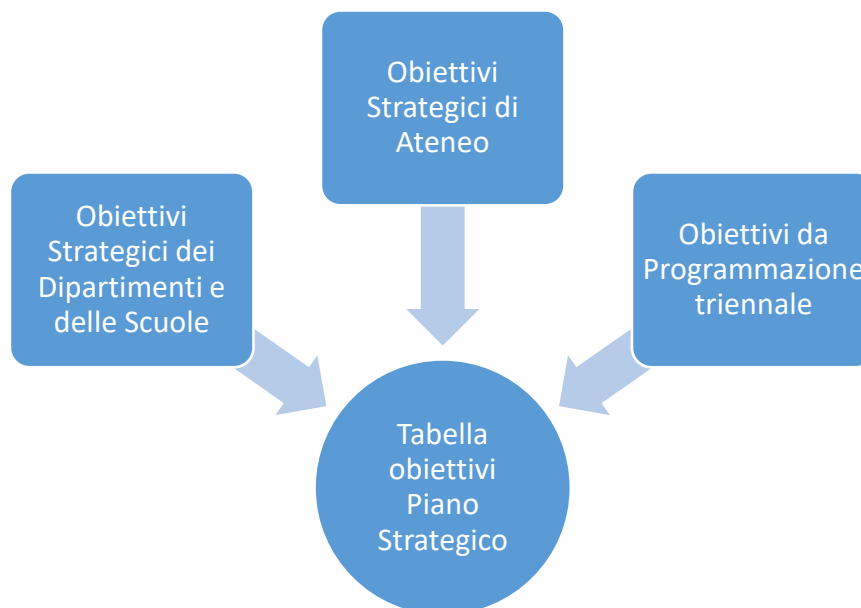 Obiettivi
Strategici di
Ateneo
Obiettivi
Strategici dei
Dipartimenti e
delle Scuole
Obiettivi da
Programmazione
triennale
Tabella
obiettivi
Piano
Strategico